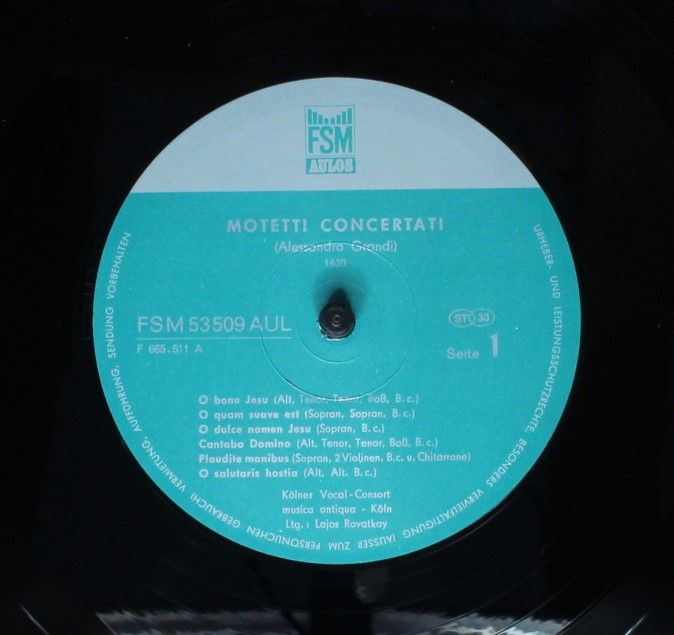 FSM
AULOS
MOTETTI CONCERTATI
(Alessandro Grandi)
1630
FSM 53509 AUL
F 665.511 A
ST 33
Seite 1
O bone Jesu (Alt, Tenor, Tenor, Baß, B. c.)
O quam suave est (Sopran, Sopran, B. c.)
O dulce nomen Jesu (Sopran, B. c.)
Cantabo Domino (Alt, Tenor, Tenor, Baß, B. c.)
Plaudite manibus (Sopran, 2 Violinen, B.c. u. Chitarrone)
O salutaris hostia (Alt, Alt. B. c.)
Kölner Vocal-Consort
musica antiqua - Köln
Ltg.: Lajos Rovatkay
URHEBER- UND LEISTUNGSSCHUTZRECHTE, BESONDERS VERVIELFÄLTIGUNG (AUSSER ZUM PERSÖNLICHEN GEBRAUCH) VERMIETUNG, AUFFÜHRUNG, SENDUNG VORBEHALTEN